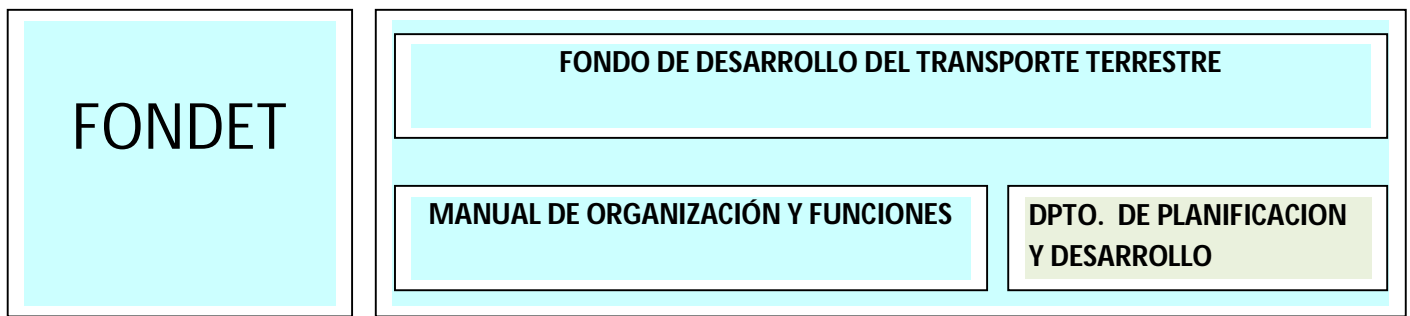 FONDET
FONDO DE DESARROLLO DEL TRANSPORTE TERRESTRE
MANUAL DE ORGANIZACIÓN Y FUNCIONES
DPTO. DE PLANIFICACION
Y DESARROLLO